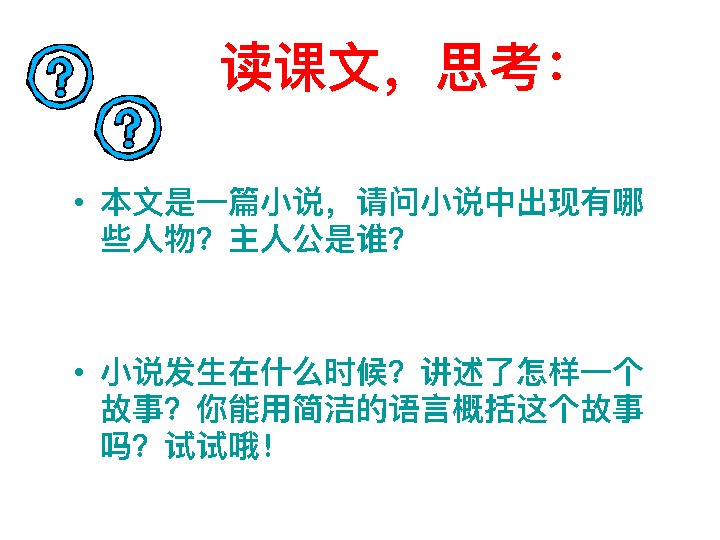 读课文，思考：
• 本文是一篇小说，请问小说中出现有哪
些人物？主人公是谁？
• 小说发生在什么时候？讲述了怎样一个
故事？你能用简洁的语言概括这个故事
吗？试试哦！